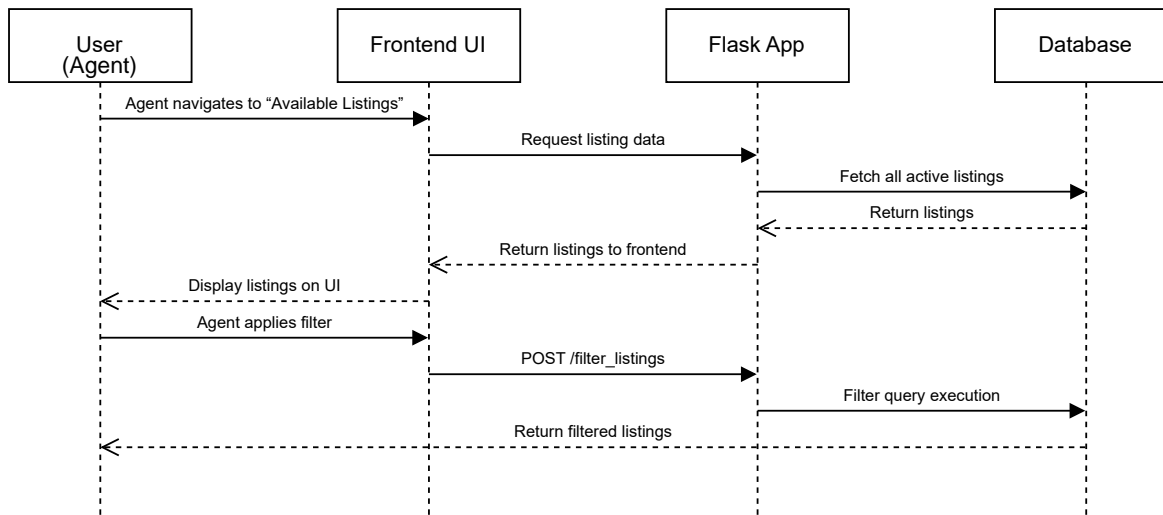 User
(Agent)
Frontend UI
Flask App
Database
Agent navigates to “Available Listings”
Request listing data
Fetch all active listings
Return listings
Return listings to frontend
Display listings on UI
Agent applies filter
POST /filter_listings
Filter query execution
Return filtered listings